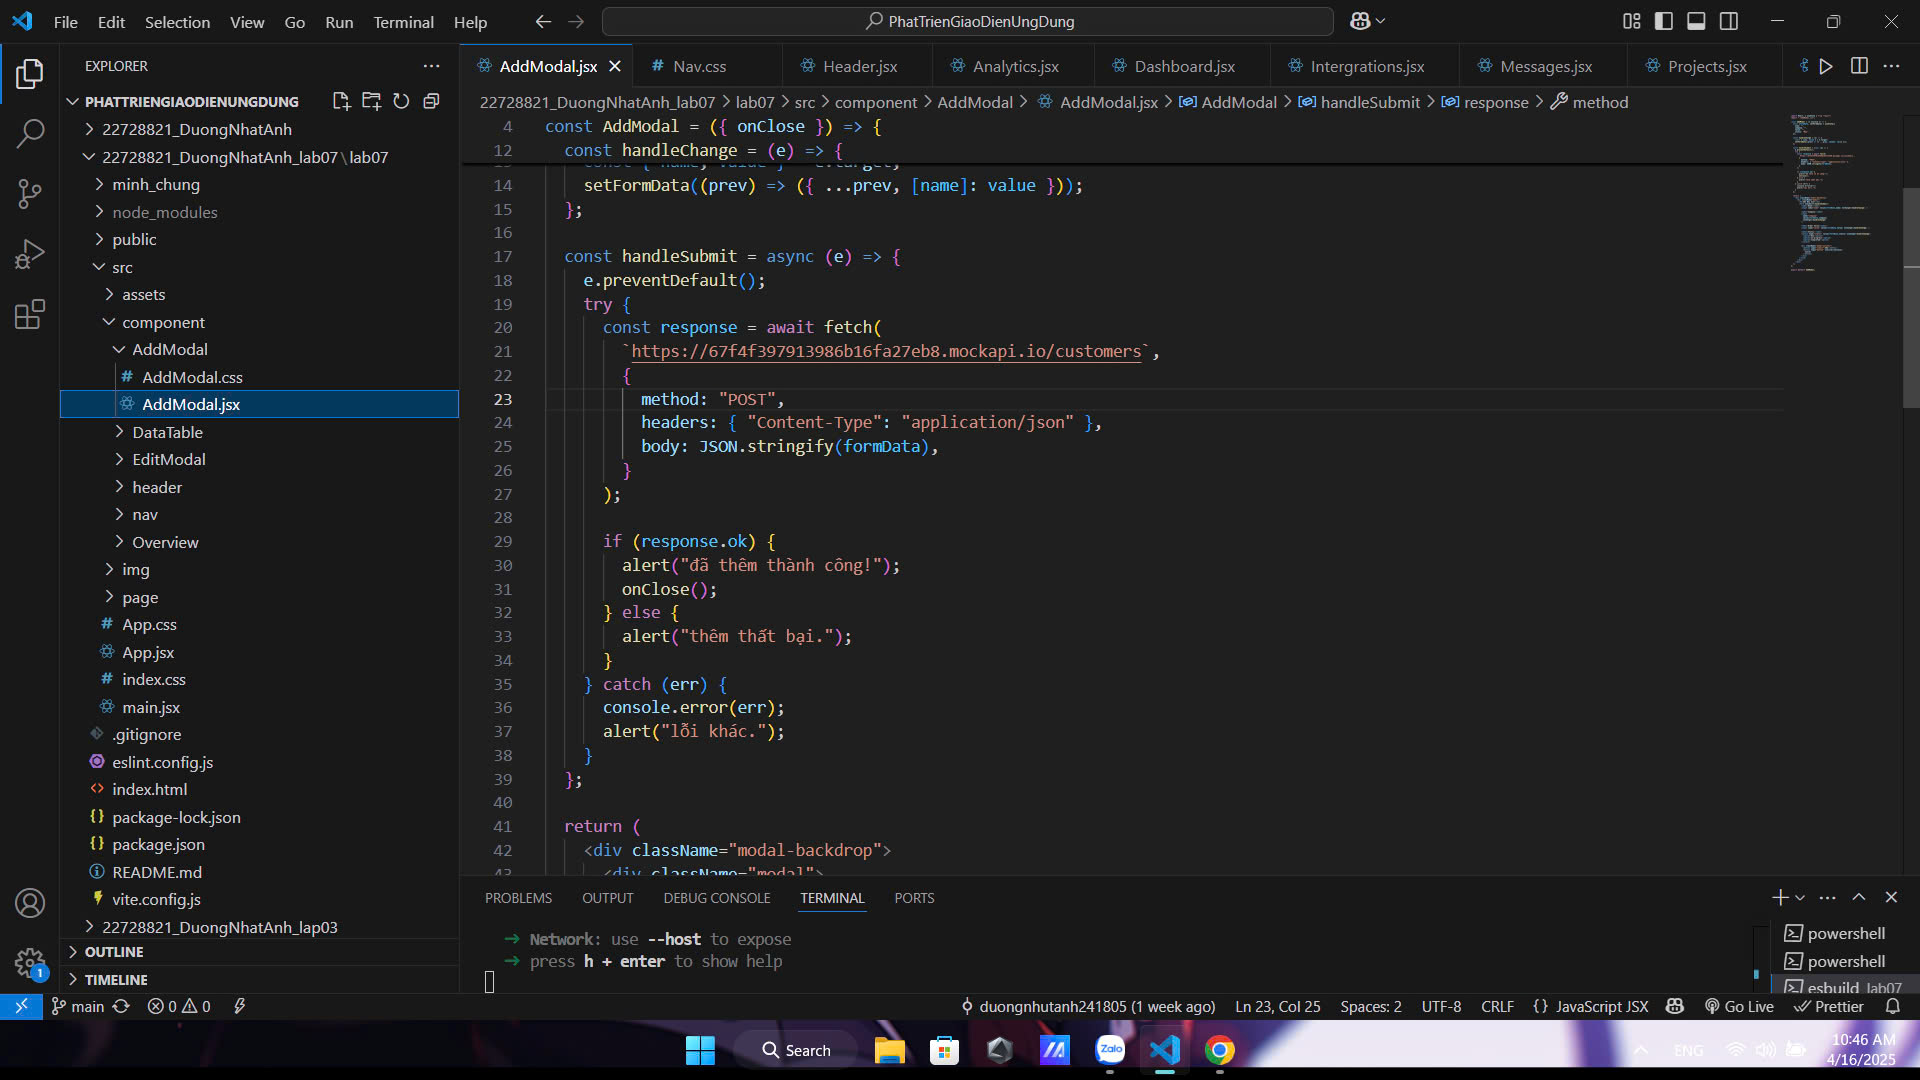 File Edit Selection View Go Run Terminal Help
PhatTrienGiaoDienUngDung
EXPLORER
PHATTRIENGIAODIENUNGDUNG
22728821_DuongNhatAnh
22728821_DuongNhatAnh_lab07\lab07
minh_chung
node_modules
public
src
assets
component
AddModal
# AddModal.css
AddModal.jsx
DataTable
EditModal
header
nav
Overview
img
page
# App.css
App.jsx
# index.css
main.jsx
.gitignore
eslint.config.js
<> index.html
{} package-lock.json
{} package.json
README.md
vite.config.js
22728821_DuongNhatAnh_lap03
OUTLINE
TIMELINE
AddModal.jsx # Nav.css Header.jsx Analytics.jsx Dashboard.jsx Intergrations.jsx Messages.jsx Projects.jsx
22728821_DuongNhatAnh_lab07 > lab07 > src > component > AddModal > AddModal.jsx > AddModal > handleSubmit > response > method
4 const AddModal = ({ onClose }) => {
12 const handleChange = (e) => {
14 setFormData((prev) => ({ ...prev, [name]: value }));
15 };
16
17 const handleSubmit = async (e) => {
18 e.preventDefault();
19 try {
20 const response = await fetch(
21 `https://67f4f397913986b16fa27eb8.mockapi.io/customers`,
22 {
23 method: "POST",
24 headers: { "Content-Type": "application/json" },
25 body: JSON.stringify(formData),
26 }
27 );
28
29 if (response.ok) {
30 alert("đã thêm thành công!");
31 onClose();
32 } else {
33 alert("thêm thất bại.");
34 }
35 } catch (err) {
36 console.error(err);
37 alert("lỗi khác.");
38 }
39 };
40
41 return (
42 <div className="modal-backdrop">
43 <div className="modal">
PROBLEMS OUTPUT DEBUG CONSOLE TERMINAL PORTS
→ Network: use --host to expose
→ press h + enter to show help
powershell
powershell
esbuild lab07
1
main 0 0 duongnhutanh241805 (1 week ago) Ln 23, Col 25 Spaces: 2 UTF-8 CRLF {} JavaScript JSX Go Live Prettier
Search
Zalo
ENG
10:46 AM
4/16/2025